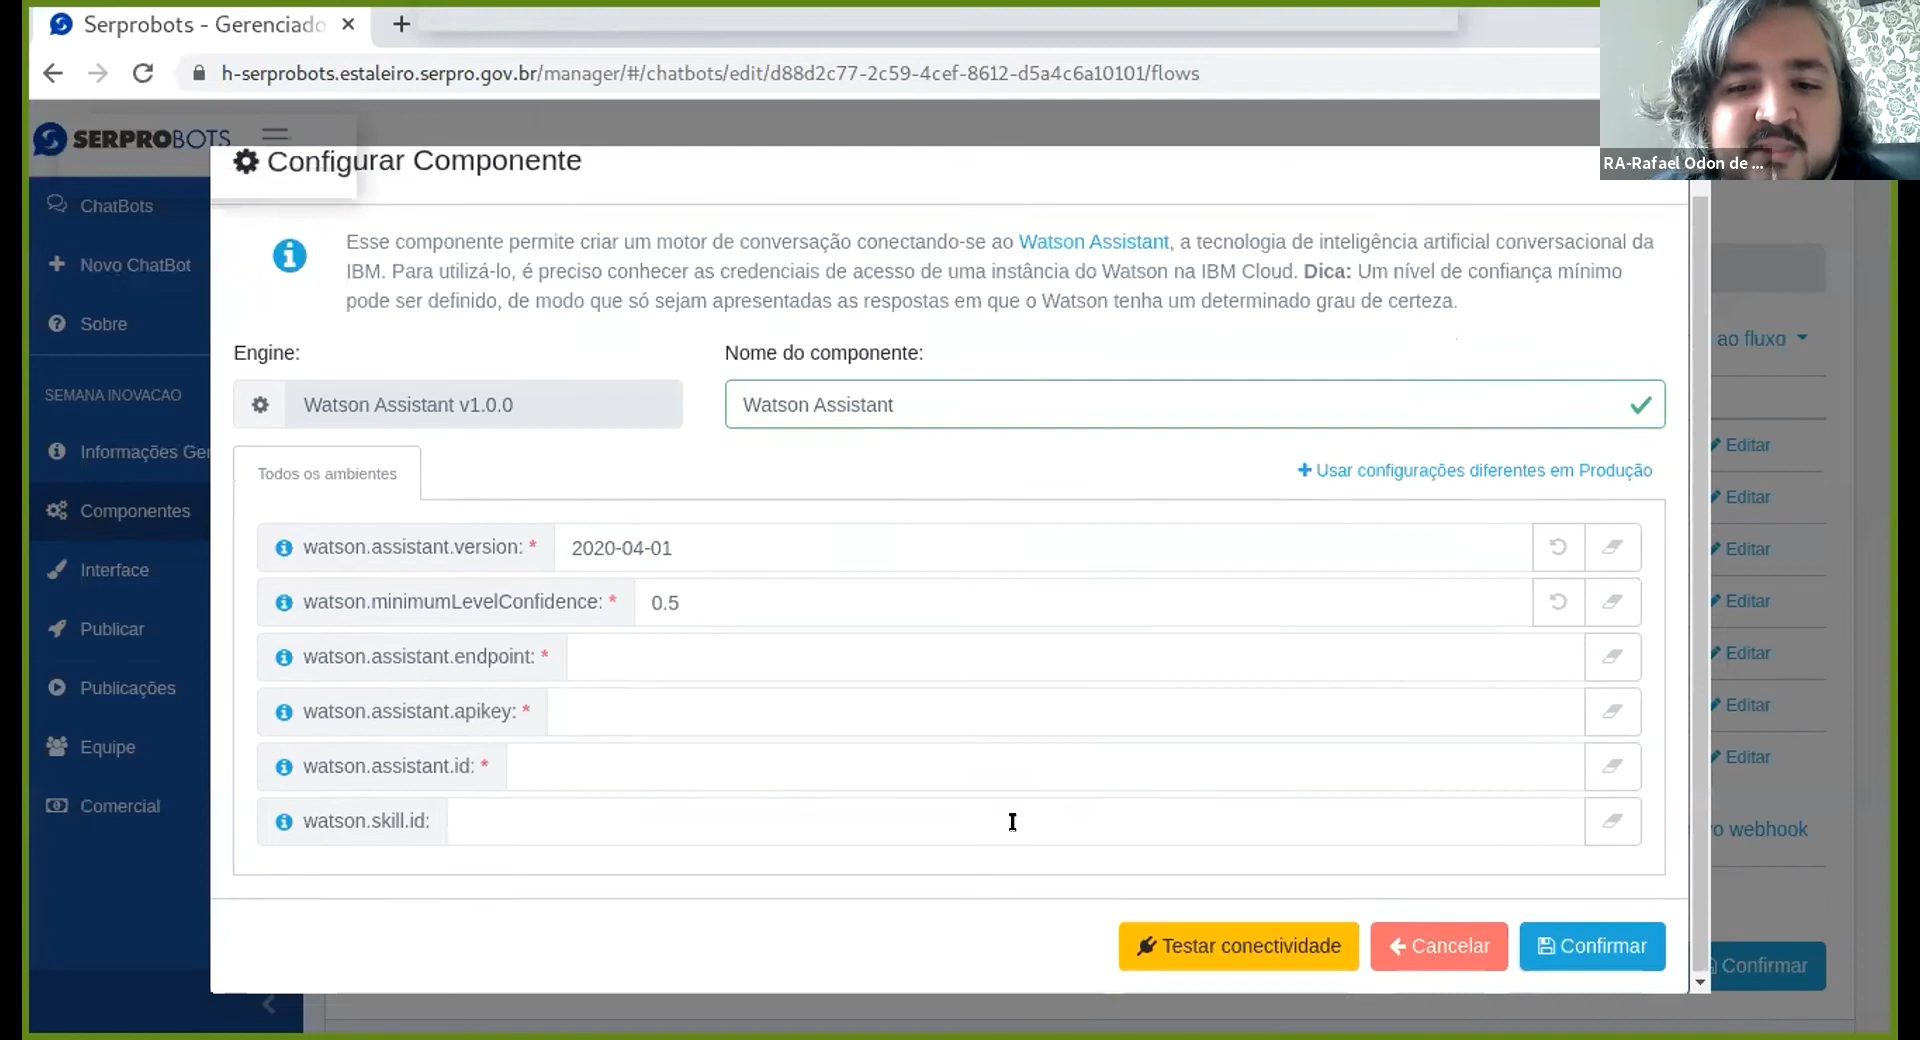 Serprobots - Gerenciado
h-serprobots.estaleiro.serpro.gov.br/manager/#/chatbots/edit/d88d2c77-2c59-4cef-8612-d5a4c6a10101/flows
RA-Rafael Odon de ...
SERPROBOTS
ChatBots
Novo ChatBot
Sobre
SEMANA INOVACAO
Informações Ger
Componentes
Interface
Publicar
Publicações
Equipe
Comercial
Configurar Componente
Esse componente permite criar um motor de conversação conectando-se ao Watson Assistant, a tecnologia de inteligência artificial conversacional da
IBM. Para utilizá-lo, é preciso conhecer as credenciais de acesso de uma instância do Watson na IBM Cloud. Dica: Um nível de confiança mínimo
pode ser definido, de modo que só sejam apresentadas as respostas em que o Watson tenha um determinado grau de certeza.
Engine:
Nome do componente:
Watson Assistant v1.0.0
Watson Assistant
Todos os ambientes
Usar configurações diferentes em Produção
watson.assistant.version: * 2020-04-01
watson.minimumLevelConfidence: * 0.5
watson.assistant.endpoint: *
watson.assistant.apikey: *
watson.assistant.id: *
watson.skill.id:
Testar conectividade
Cancelar
Confirmar
ao fluxo
Editar
Editar
Editar
Editar
Editar
Editar
Editar
o webhook
Confirmar